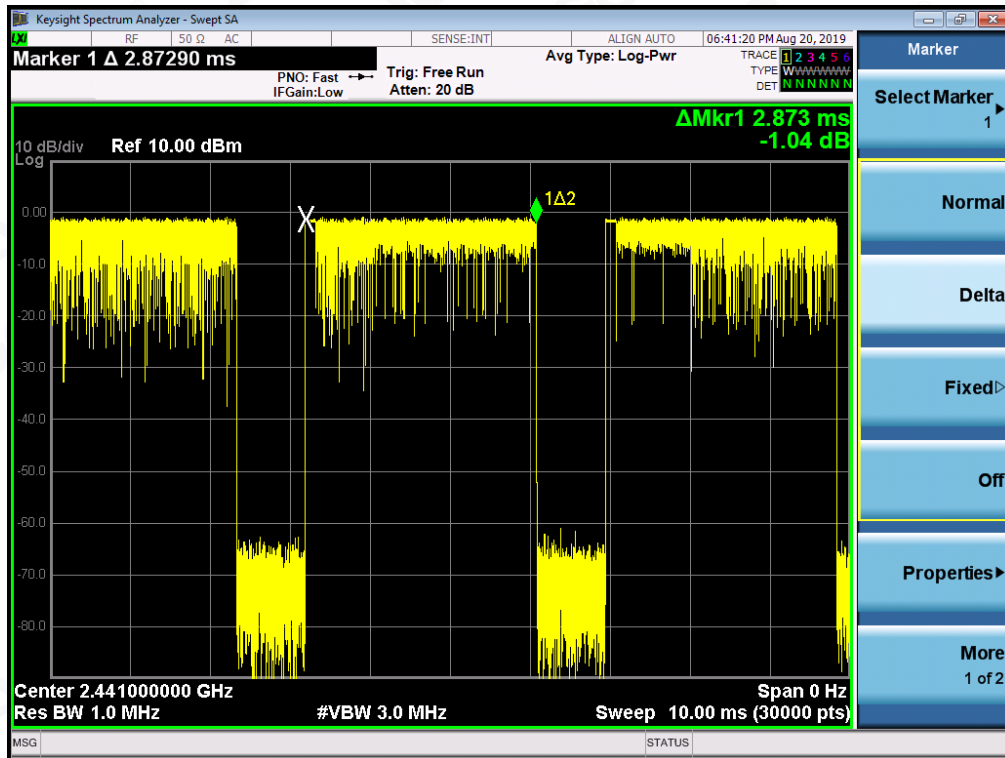 Keysight Spectrum Analyzer - Swept SA
LXI RF 50 Ω AC SENSE:INT ALIGN AUTO 06:41:20 PM Aug 20, 2019
Marker 1 Δ 2.87290 ms
PNO: Fast
IFGain:Low
Trig: Free Run
Atten: 20 dB
Avg Type: Log-Pwr
TRACE 1 2 3 4 5 6
TYPE WWWWWW
DET N N N N N N
ΔMkr1 2.873 ms
-1.04 dB
10 dB/div Ref 10.00 dBm
Log
1Δ2
X
0.00
-10.0
-20.0
-30.0
-40.0
-50.0
-60.0
-70.0
-80.0
Center 2.441000000 GHz Span 0 Hz
Res BW 1.0 MHz #VBW 3.0 MHz Sweep 10.00 ms (30000 pts)
MSG STATUS
Marker
Select Marker
1
Normal
Delta
Fixed
Off
Properties
More
1 of 2